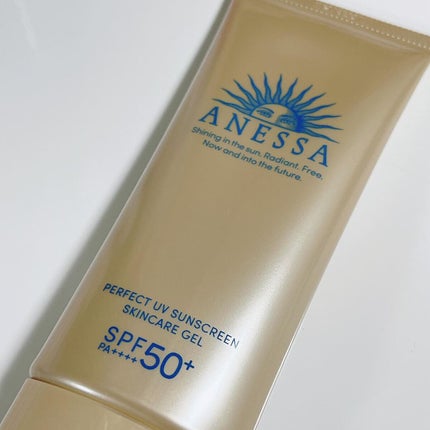 ANESSA
Shining in the sun. Radiant. Free.
Now and into the future.
PERFECT UV SUNSCREEN
SKINCARE GEL
SPF50+
PA++++